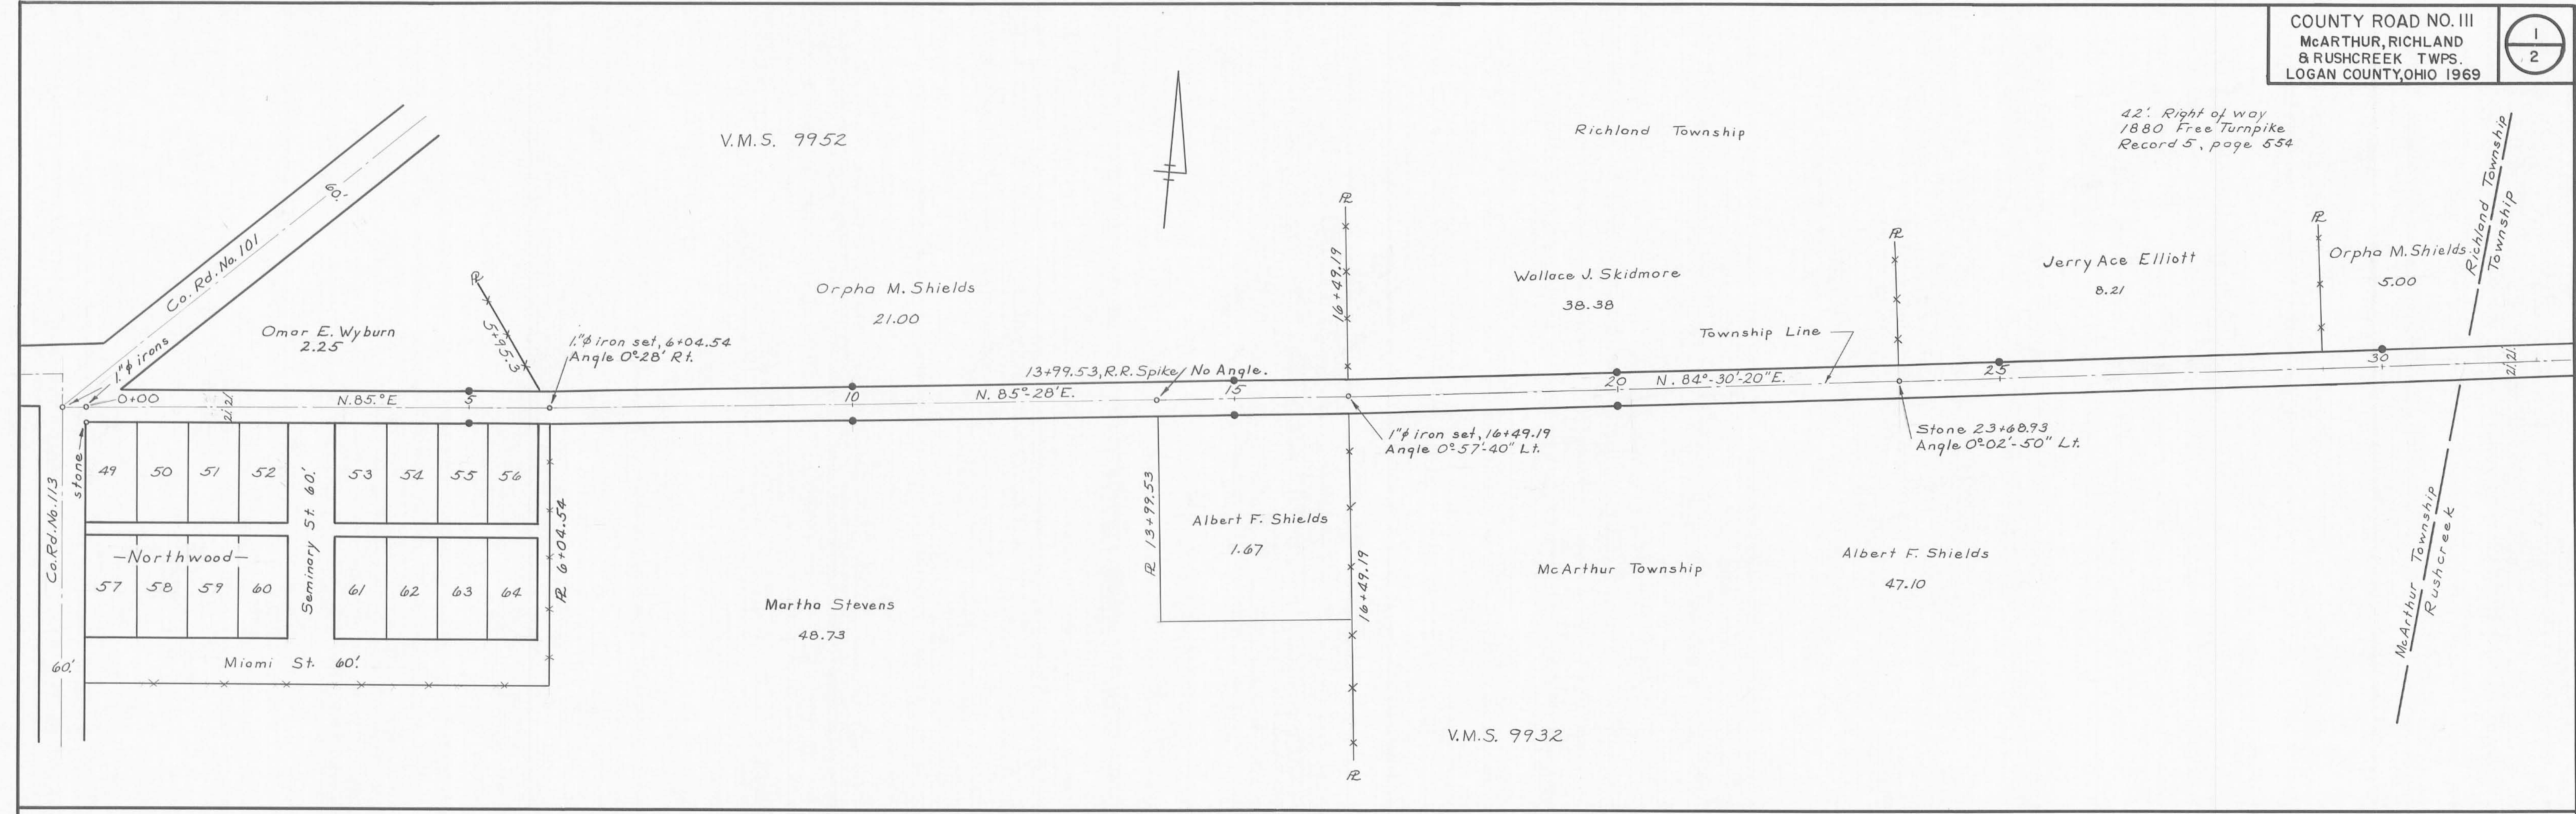 COUNTY ROAD NO. 111
McARTHUR, RICHLAND
& RUSHCREEK TWPS.
LOGAN COUNTY, OHIO 1969
1
2
42' Right of way
1880 Free Turnpike
Record 5, page 554
V.M.S. 9952
Richland Township
Richland Township
Township
Co. Rd. No. 101
60'
1"ϕ irons
Omar E. Wyburn
2.25
℄ 5+95.3
1"ϕ iron set, 6+04.54
Angle 0°-28' Rt.
Orpha M. Shields
21.00
13+99.53, R.R. Spike, No Angle.
℄ 16+49.19
Wallace J. Skidmore
38.38
Township Line
℄
Jerry Ace Elliott
8.21
℄
Orpha M. Shields
5.00
0+00
21' 21'
N.85.°E
5
10
N. 85°-28'E.
15
20
N. 84°-30'-20"E.
25
30
21' 21'
1"ϕ iron set, 16+49.19
Angle 0°-57'-40" Lt.
Stone 23+68.93
Angle 0°-02'-50" Lt.
stone
Co. Rd. No. 113
60'
49 50 51 52
Seminary St. 60'
53 54 55 56
—Northwood—
57 58 59 60
61 62 63 64
℄ 6+04.54
Miami St. 60'
Martha Stevens
48.73
℄ 13+99.53
Albert F. Shields
1.67
16+49.19
℄
McArthur Township
Albert F. Shields
47.10
McArthur Township
Rushcreek
V.M.S. 9932